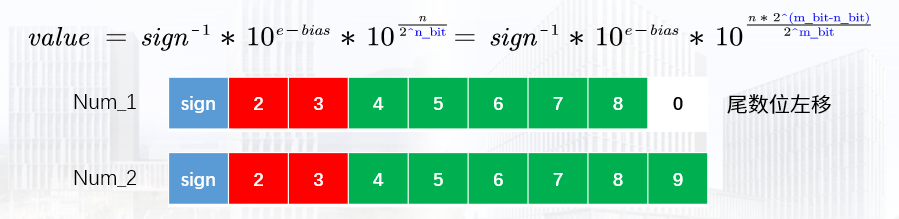 value = sign^{-1} * 10^{e-bias} * 10^{\frac{n}{2^n_bit}} = sign^{-1} * 10^{e-bias} * 10^{\frac{n*2^(m_bit-n_bit)}{2^m_bit}}
Num_1 sign 2 3 4 5 6 7 8 0 尾数位左移
Num_2 sign 2 3 4 5 6 7 8 9